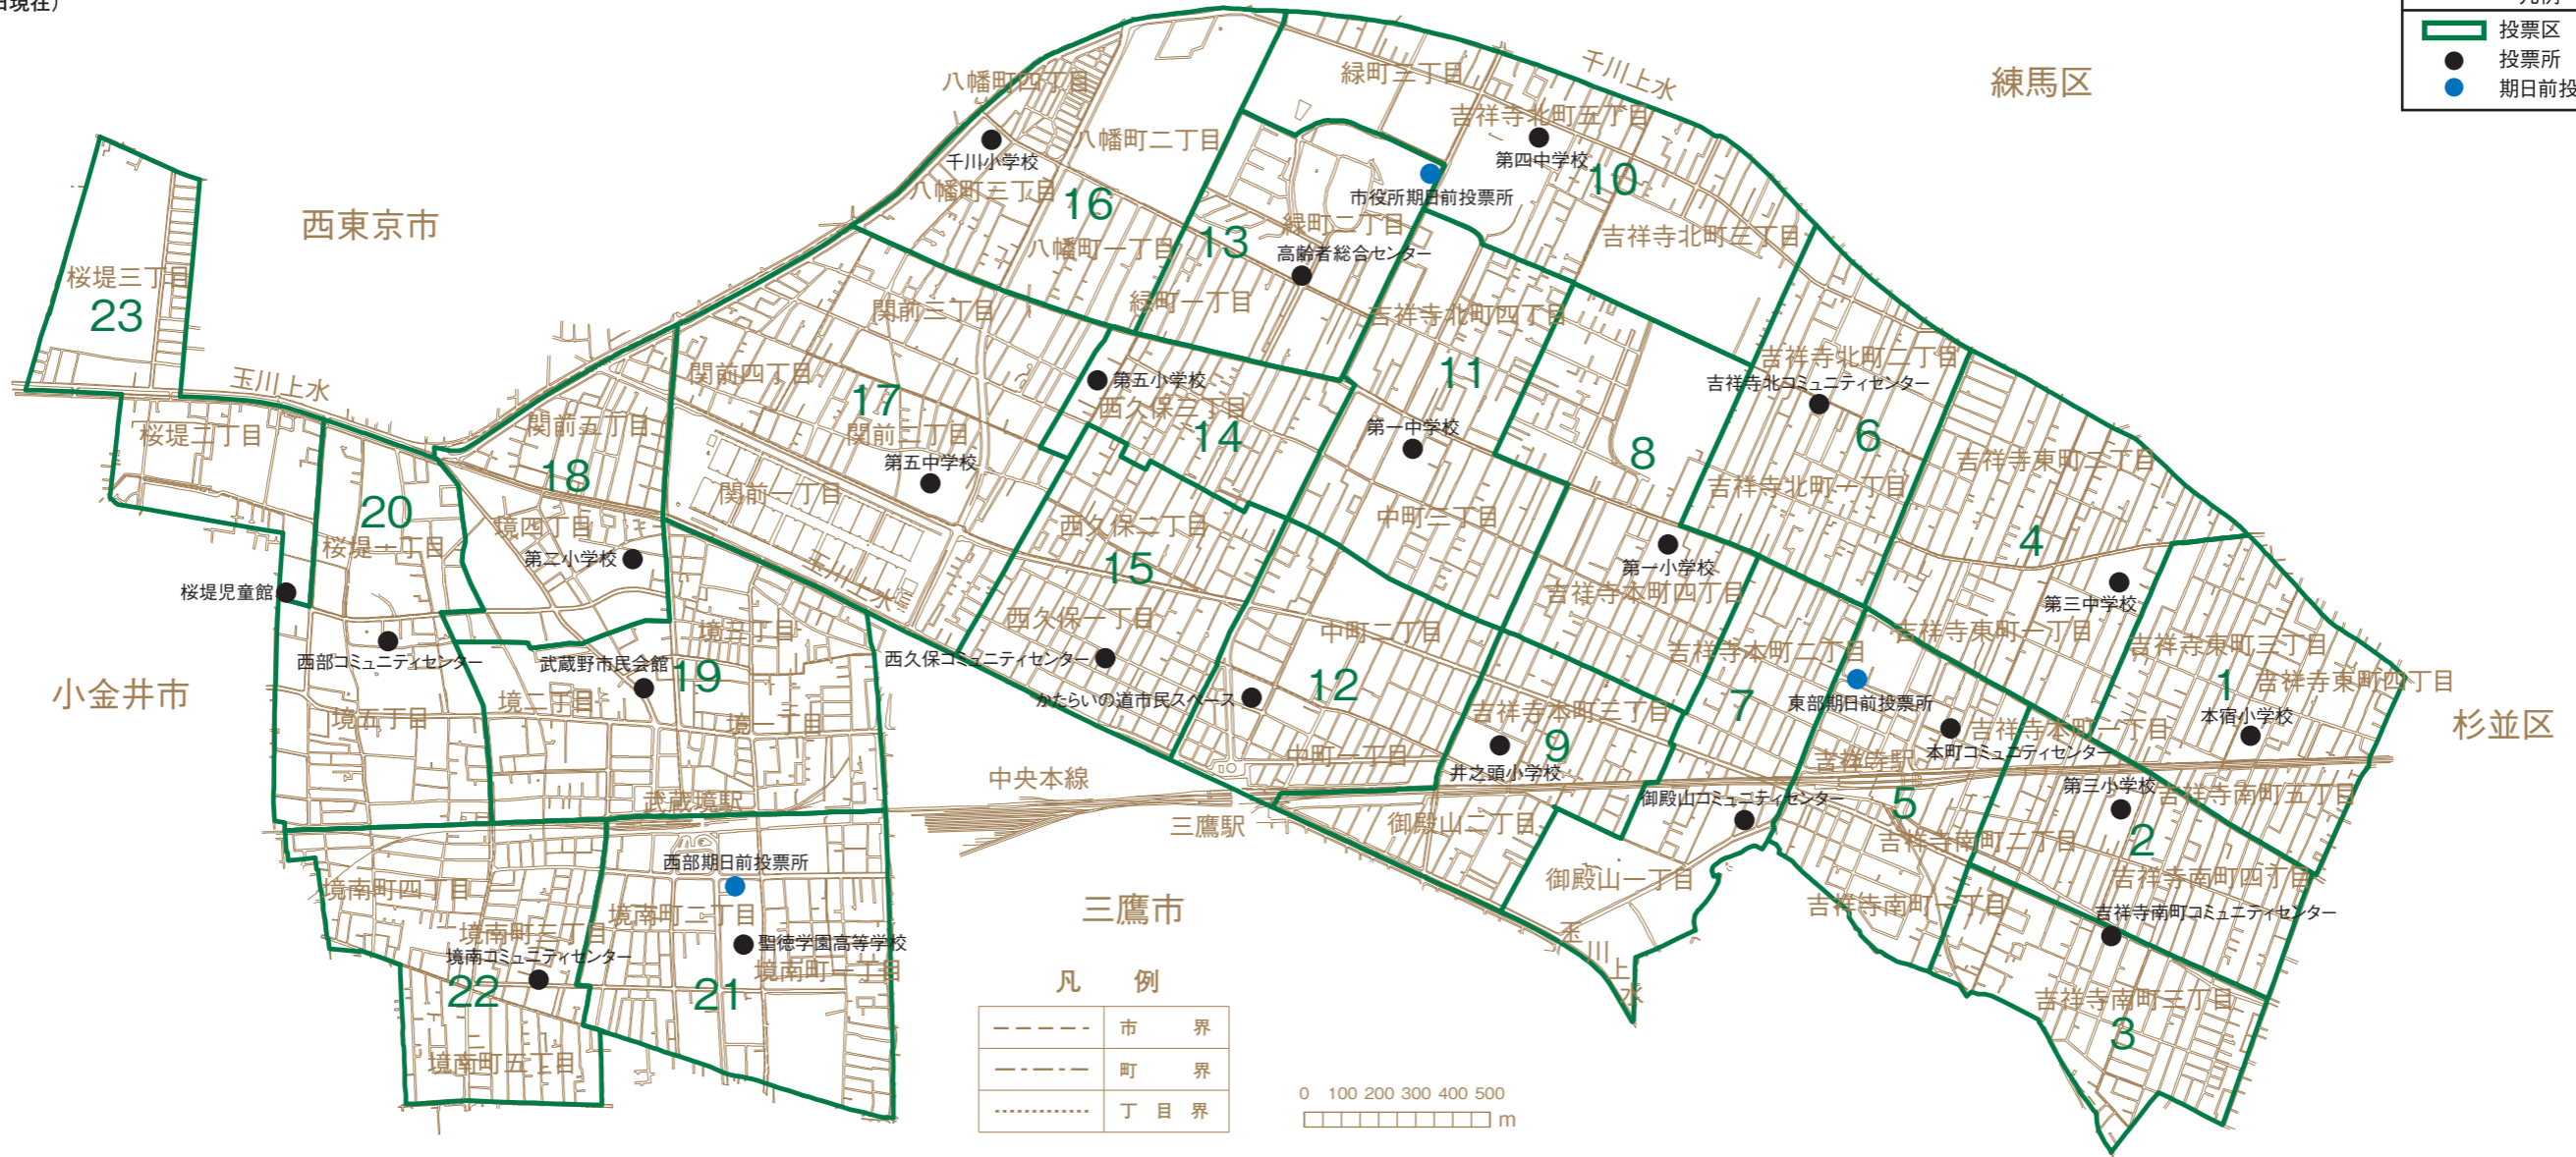 日現在）
凡例
投票区
投票所
期日前投
練馬区
西東京市
小金井市
三鷹市
杉並区
千川上水
八幡町四丁目
千川小学校
八幡町二丁目
八幡町三丁目
16
八幡町一丁目
緑町三丁目
吉祥寺北町五丁目
第四中学校
10
市役所期日前投票所
緑町二丁目
13
高齢者総合センター
緑町一丁目
吉祥寺北町三丁目
吉祥寺北町四丁目
11
第一中学校
8
吉祥寺北町二丁目
吉祥寺北コミュニティセンター
6
吉祥寺北町一丁目
吉祥寺東町二丁目
4
第三中学校
吉祥寺東町一丁目
吉祥寺東町三丁目
1
吉祥寺東町四丁目
本宿小学校
桜堤三丁目
23
玉川上水
桜堤二丁目
20
桜堤一丁目
桜堤児童館
西部コミュニティセンター
境五丁目
関前五丁目
18
境四丁目
第二小学校
関前三丁目
関前四丁目
17
関前二丁目
第五中学校
関前一丁目
玉川上水
第五小学校
西久保三丁目
14
西久保二丁目
15
西久保一丁目
西久保コミュニティセンター
中町三丁目
中町二丁目
かたらいの道市民スペース
12
中町一丁目
第一小学校
吉祥寺本町四丁目
吉祥寺本町二丁目
7
東部期日前投票所
吉祥寺本町一丁目
本町コミュニティセンター
吉祥寺本町三丁目
9
井之頭小学校
吉祥寺駅
5
御殿山コミュニティセンター
御殿山二丁目
御殿山一丁目
第三小学校
吉祥寺南町五丁目
2
吉祥寺南町二丁目
吉祥寺南町四丁目
吉祥寺南町一丁目
吉祥寺南町コミュニティセンター
吉祥寺南町三丁目
3
玉川上水
境三丁目
武蔵野市民会館
19
境二丁目
境一丁目
武蔵境駅
中央本線
三鷹駅
西部期日前投票所
境南町四丁目
境南町二丁目
境南町三丁目
聖徳学園高等学校
境南コミュニティセンター
境南町一丁目
22
21
境南町五丁目
凡 例
市 界
町 界
丁 目 界
0 100 200 300 400 500
m